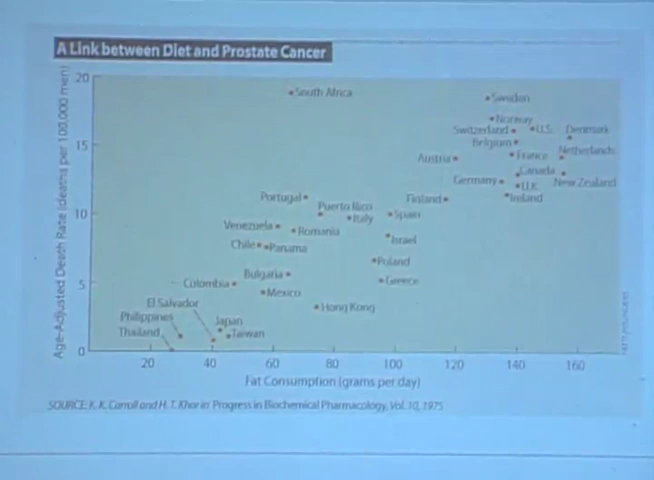 A Link between Diet and Prostate Cancer
Age-Adjusted Death Rate (deaths per 100,000 men)
20
15
10
5
0
South Africa
Sweden
Norway
Switzerland
U.S.
Denmark
Belgium
Netherlands
France
Austria
Canada
Germany
U.K.
New Zealand
Ireland
Finland
Portugal
Puerto Rico
Italy
Spain
Venezuela
Romania
Israel
Chile
Panama
Poland
Bulgaria
Greece
Colombia
Mexico
El Salvador
Hong Kong
Philippines
Japan
Thailand
Taiwan
20 40 60 80 100 120 140 160
Fat Consumption (grams per day)
SOURCE: K. K. Carroll and H. T. Khor in Progress in Biochemical Pharmacology, Vol. 10, 1975